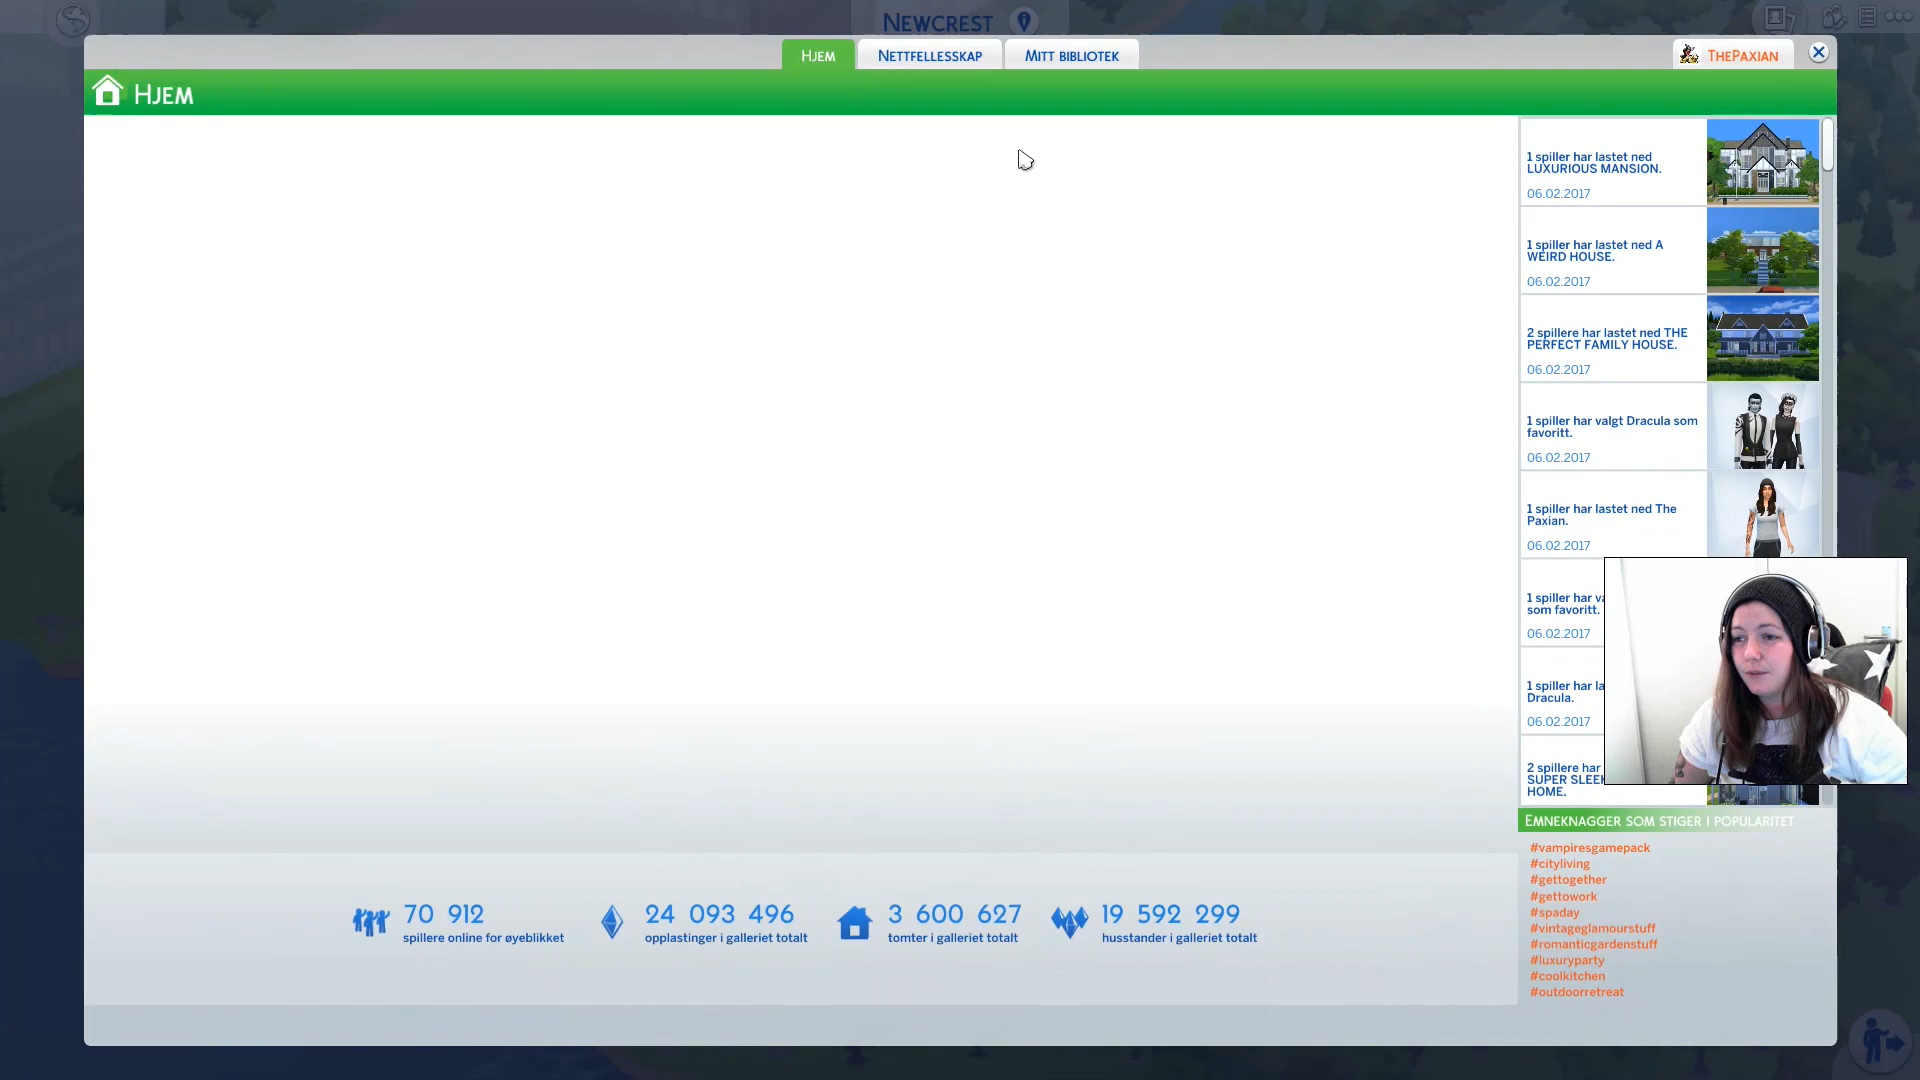 NEWCREST
HJEM
NETTFELLESSKAP
MITT BIBLIOTEK
THEPAXIAN
HJEM
1 spiller har lastet ned
LUXURIOUS MANSION.
06.02.2017
1 spiller har lastet ned A
WEIRD HOUSE.
06.02.2017
2 spillere har lastet ned THE
PERFECT FAMILY HOUSE.
06.02.2017
1 spiller har valgt Dracula som
favoritt.
06.02.2017
1 spiller har lastet ned The
Paxian.
06.02.2017
1 spiller har
som favoritt.
06.02.2017
1 spiller har
Dracula.
06.02.2017
2 spillere har
SUPER
HOME.
EMNEKNAGGER SOM STIGER I POPULARITET
#vampiresgamepack
#cityliving
#gettogether
#gettowork
#spaday
#vintageglamourstuff
#romanticgardenstuff
#luxuryparty
#coolkitchen
#outdoorretreat
70 912
spillere online for øyeblikket
24 093 496
opplastinger i galleriet totalt
3 600 627
tomter i galleriet totalt
19 592 299
husstander i galleriet totalt